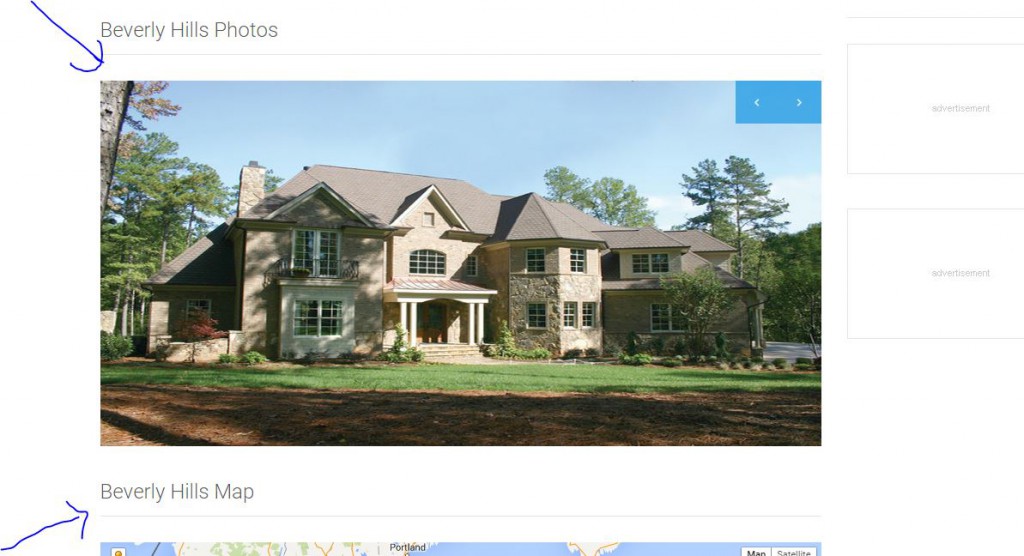 Beverly Hills Photos
advertisement
advertisement
Beverly Hills Map
Portland
Map
Satellite